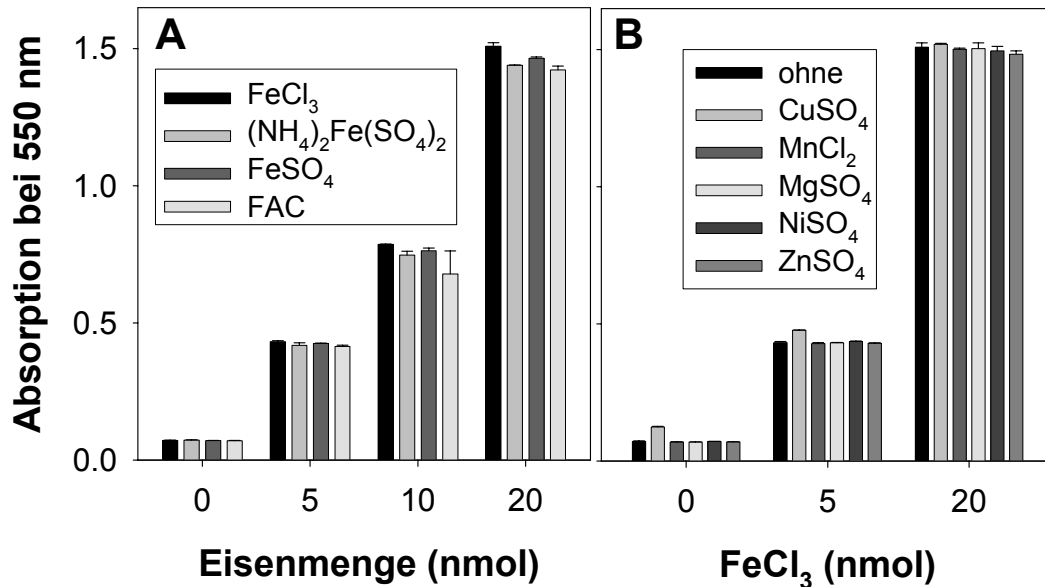 Absorption bei 550 nm
A
1.5
1.0
0.5
0.0
FeCl₃
(NH₄)₂Fe(SO₄)₂
FeSO₄
FAC
0 5 10 20
Eisenmenge (nmol)
B
ohne
CuSO₄
MnCl₂
MgSO₄
NiSO₄
ZnSO₄
0 5 20
FeCl₃ (nmol)